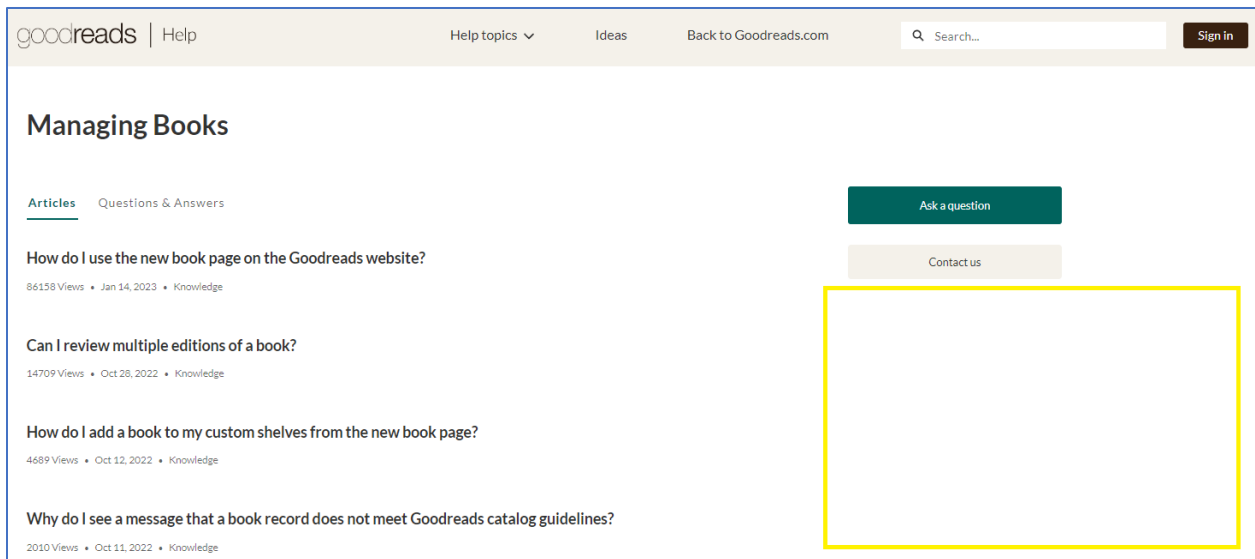 goodreads | Help
Help topics
Ideas
Back to Goodreads.com
Search...
Sign in
Managing Books
Articles
Questions & Answers
Ask a question
How do I use the new book page on the Goodreads website?
86158 Views • Jan 14, 2023 • Knowledge
Contact us
Can I review multiple editions of a book?
14709 Views • Oct 28, 2022 • Knowledge
How do I add a book to my custom shelves from the new book page?
4689 Views • Oct 12, 2022 • Knowledge
Why do I see a message that a book record does not meet Goodreads catalog guidelines?
2010 Views • Oct 11, 2022 • Knowledge